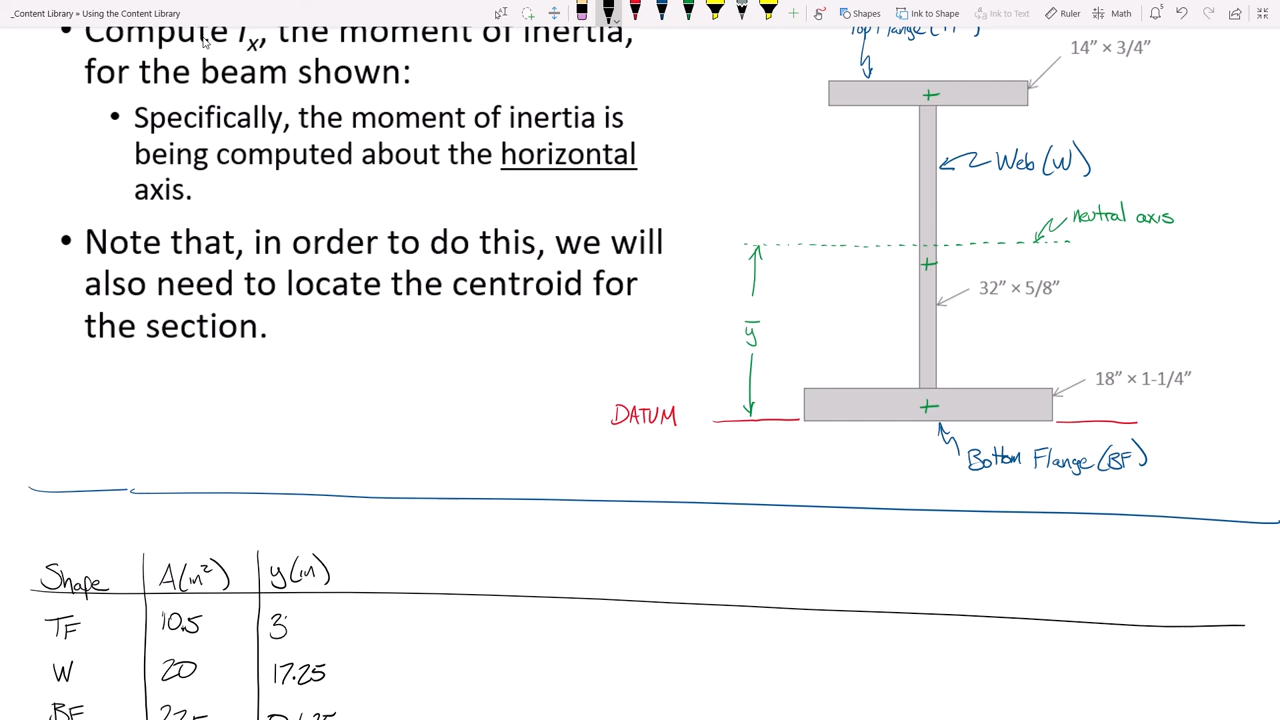 _Content Library » Using the Content Library
Shapes
Ink to Shape
Ink to Text
Ruler
Math
• Compute Ix, the moment of inertia,
for the beam shown:
• Specifically, the moment of inertia is
being computed about the horizontal
axis.
• Note that, in order to do this, we will
also need to locate the centroid for
the section.
14” × 3/4”
Web (W)
neutral axis
32” × 5/8”
ȳ
18” × 1-1/4”
DATUM
Bottom Flange (BF)
Shape A(in²) y(in)
TF 10.5 3
W 20 17.25
BF